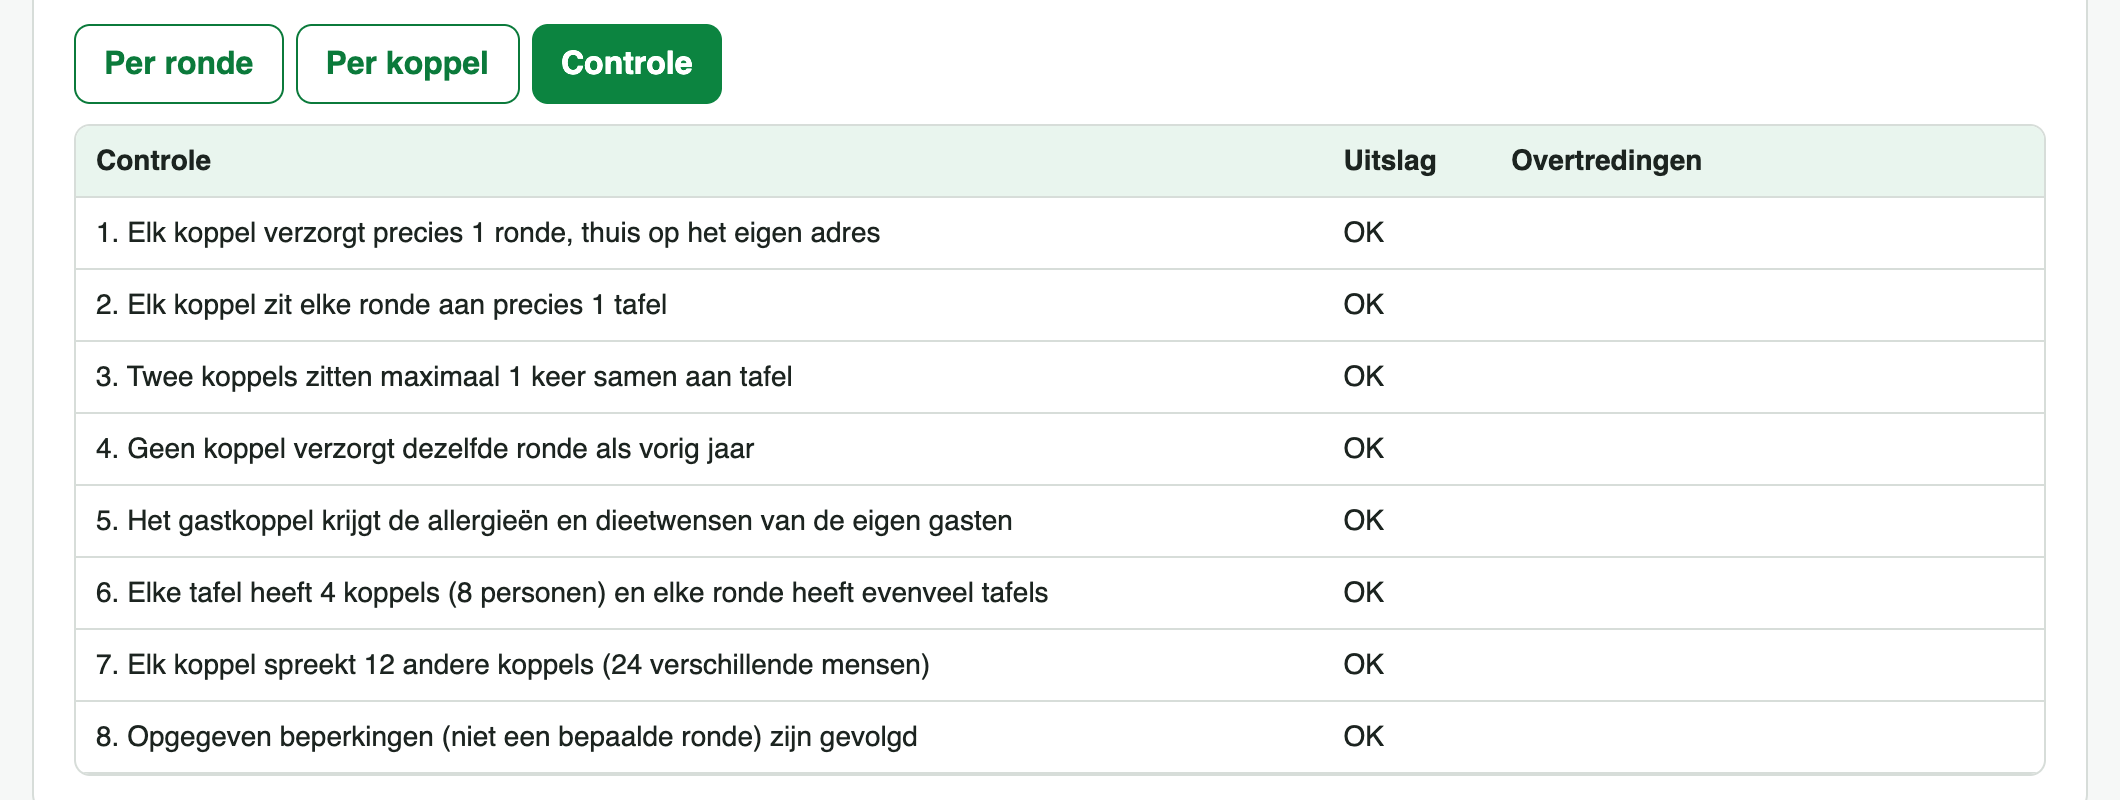 Per ronde Per koppel Controle
Controle Uitslag Overtredingen
1. Elk koppel verzorgt precies 1 ronde, thuis op het eigen adres OK
2. Elk koppel zit elke ronde aan precies 1 tafel OK
3. Twee koppels zitten maximaal 1 keer samen aan tafel OK
4. Geen koppel verzorgt dezelfde ronde als vorig jaar OK
5. Het gastkoppel krijgt de allergieën en dieetwensen van de eigen gasten OK
6. Elke tafel heeft 4 koppels (8 personen) en elke ronde heeft evenveel tafels OK
7. Elk koppel spreekt 12 andere koppels (24 verschillende mensen) OK
8. Opgegeven beperkingen (niet een bepaalde ronde) zijn gevolgd OK